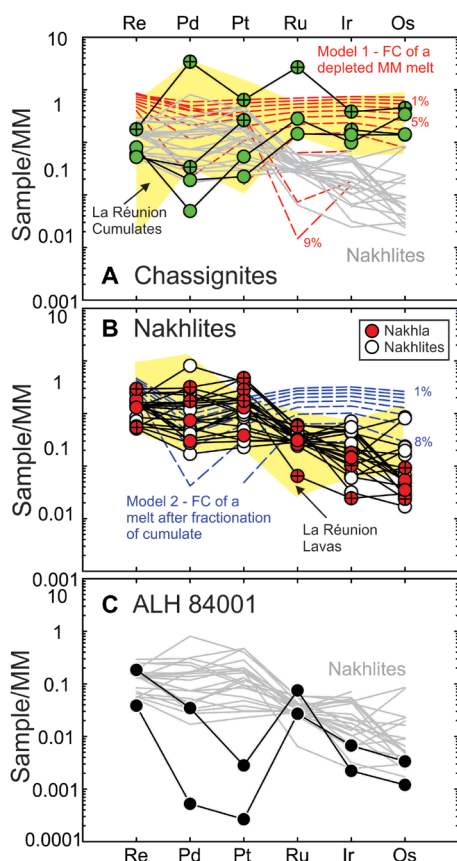 Re Pd Pt Ru Ir Os
10
1
0.1
0.01
0.001
Sample/MM
Model 1 - FC of a
depleted MM melt
1%
5%
9%
La Réunion
Cumulates
Nakhlites
A Chassignites
B Nakhlites
Nakhla
Nakhlites
10
1
0.1
0.01
0.001
Sample/MM
1%
8%
Model 2 - FC of a
melt after fractionation
of cumulate
La Réunion
Lavas
C ALH 84001
Nakhlites
1
0.1
0.01
0.001
0.0001
Sample/MM
Re Pd Pt Ru Ir Os